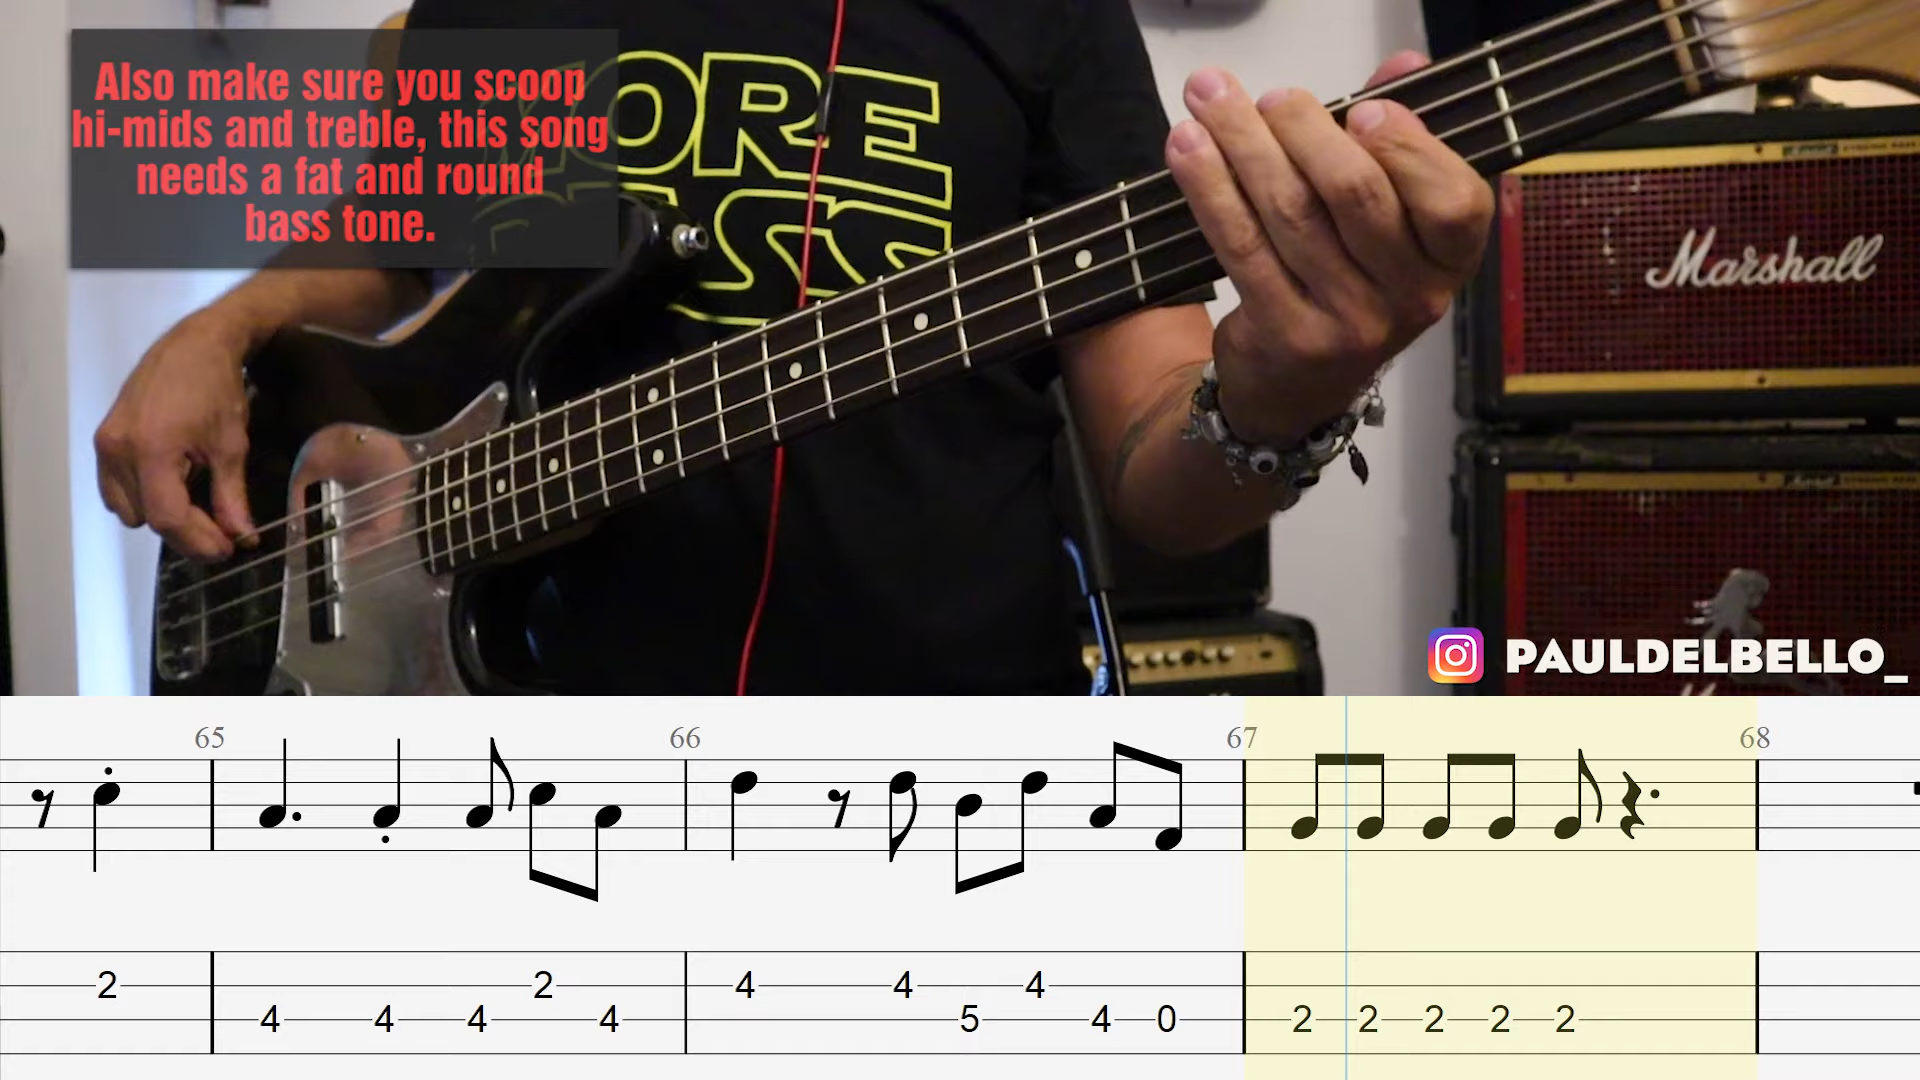 Also make sure you scoop
hi-mids and treble, this song
needs a fat and round
bass tone.
MORE
BASS
Marshall
PAULDELBELLO_
65 66 67 68
2 4 4 4 2 4 4 4 5 4 4 0 2 2 2 2 2